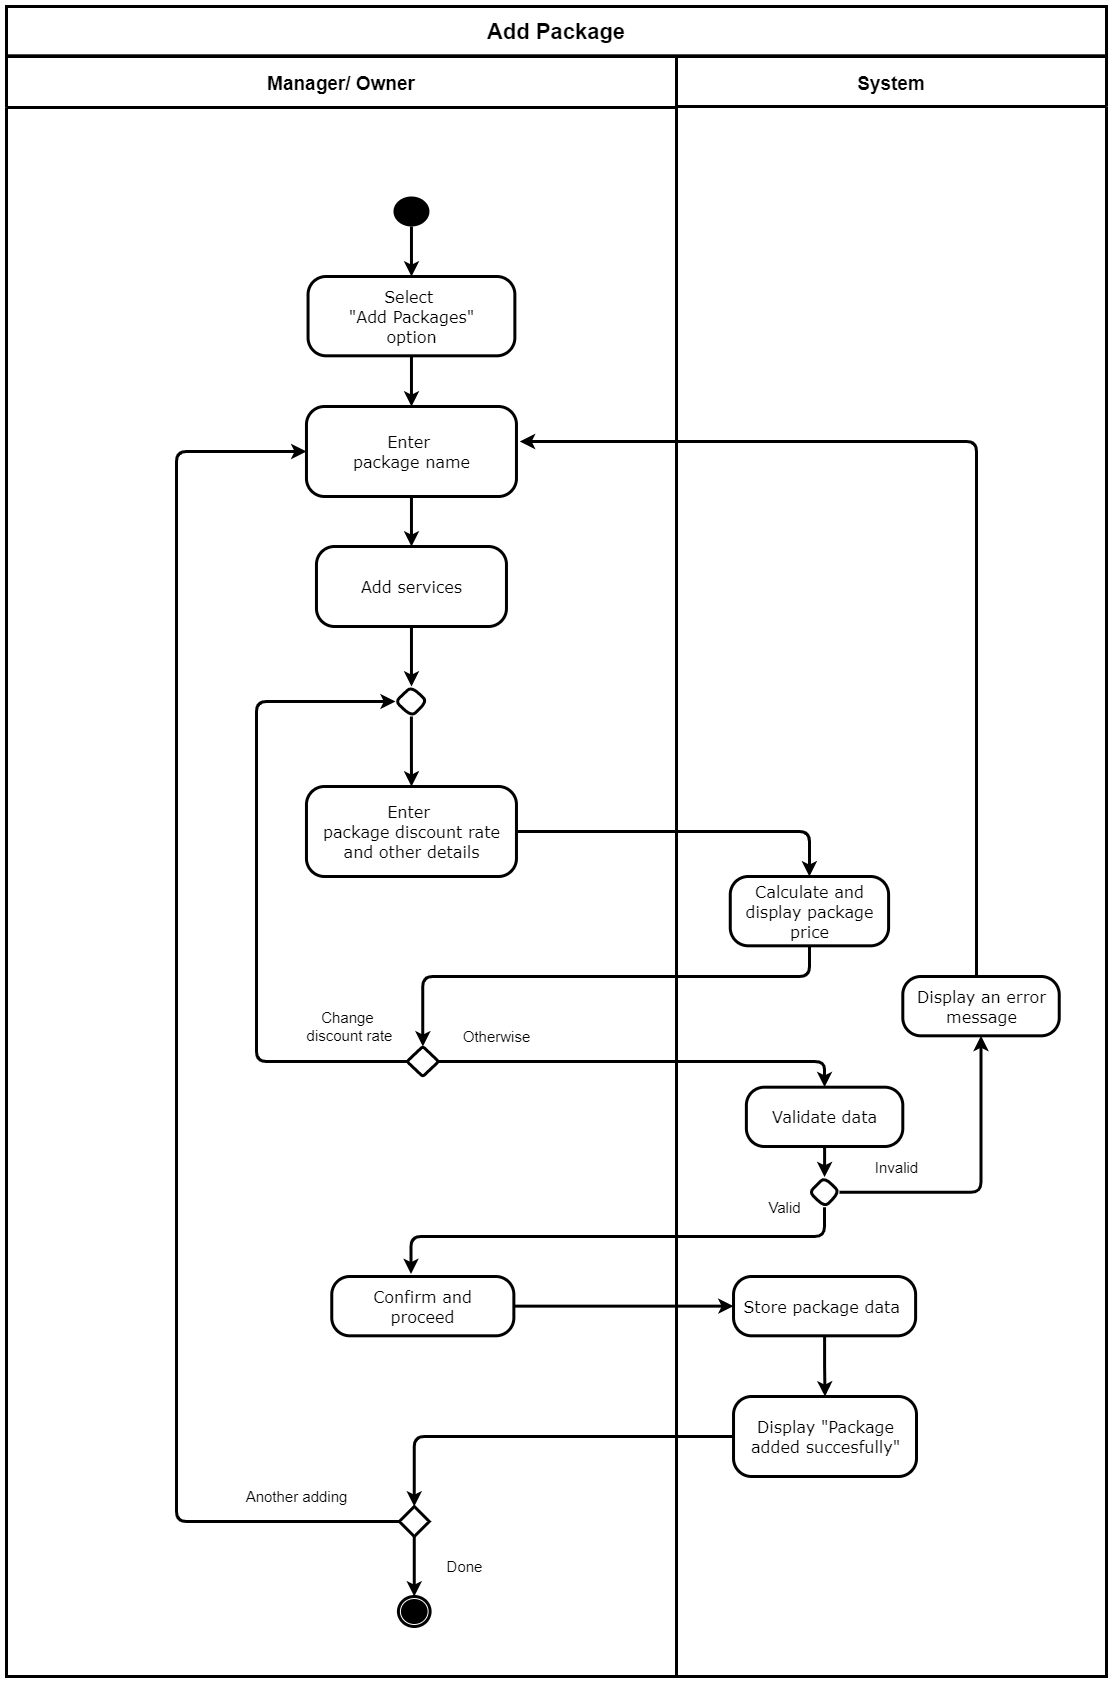 Add Package
Manager/ Owner
System
Select
"Add Packages"
option
Enter
package name
Add services
Enter
package discount rate
and other details
Calculate and
display package
price
Display an error
message
Change
discount rate
Otherwise
Validate data
Invalid
Valid
Confirm and
proceed
Store package data
Display "Package
added succesfully"
Another adding
Done